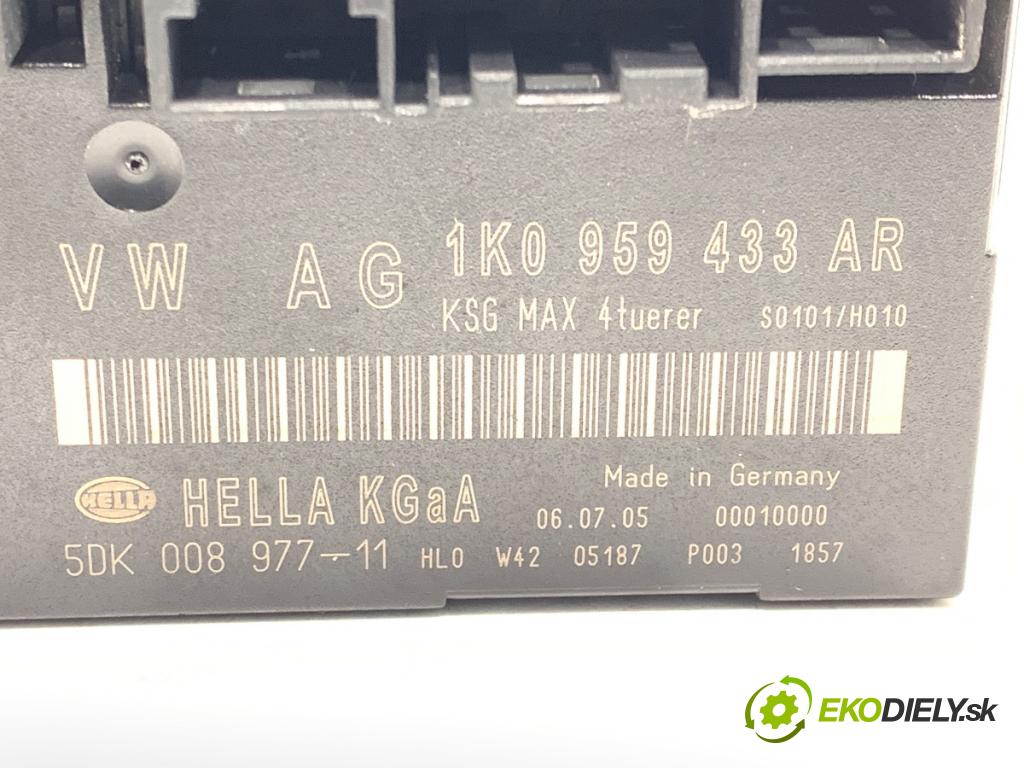 VW AG 1K0 959 433 AR
KSG MAX 4tuerer S0101/H010
HELLA HELLA KGaA Made in Germany
06.07.05 00010000
5DK 008 977-11 HLO W42 05187 P003 1857
EKODIELY.sk